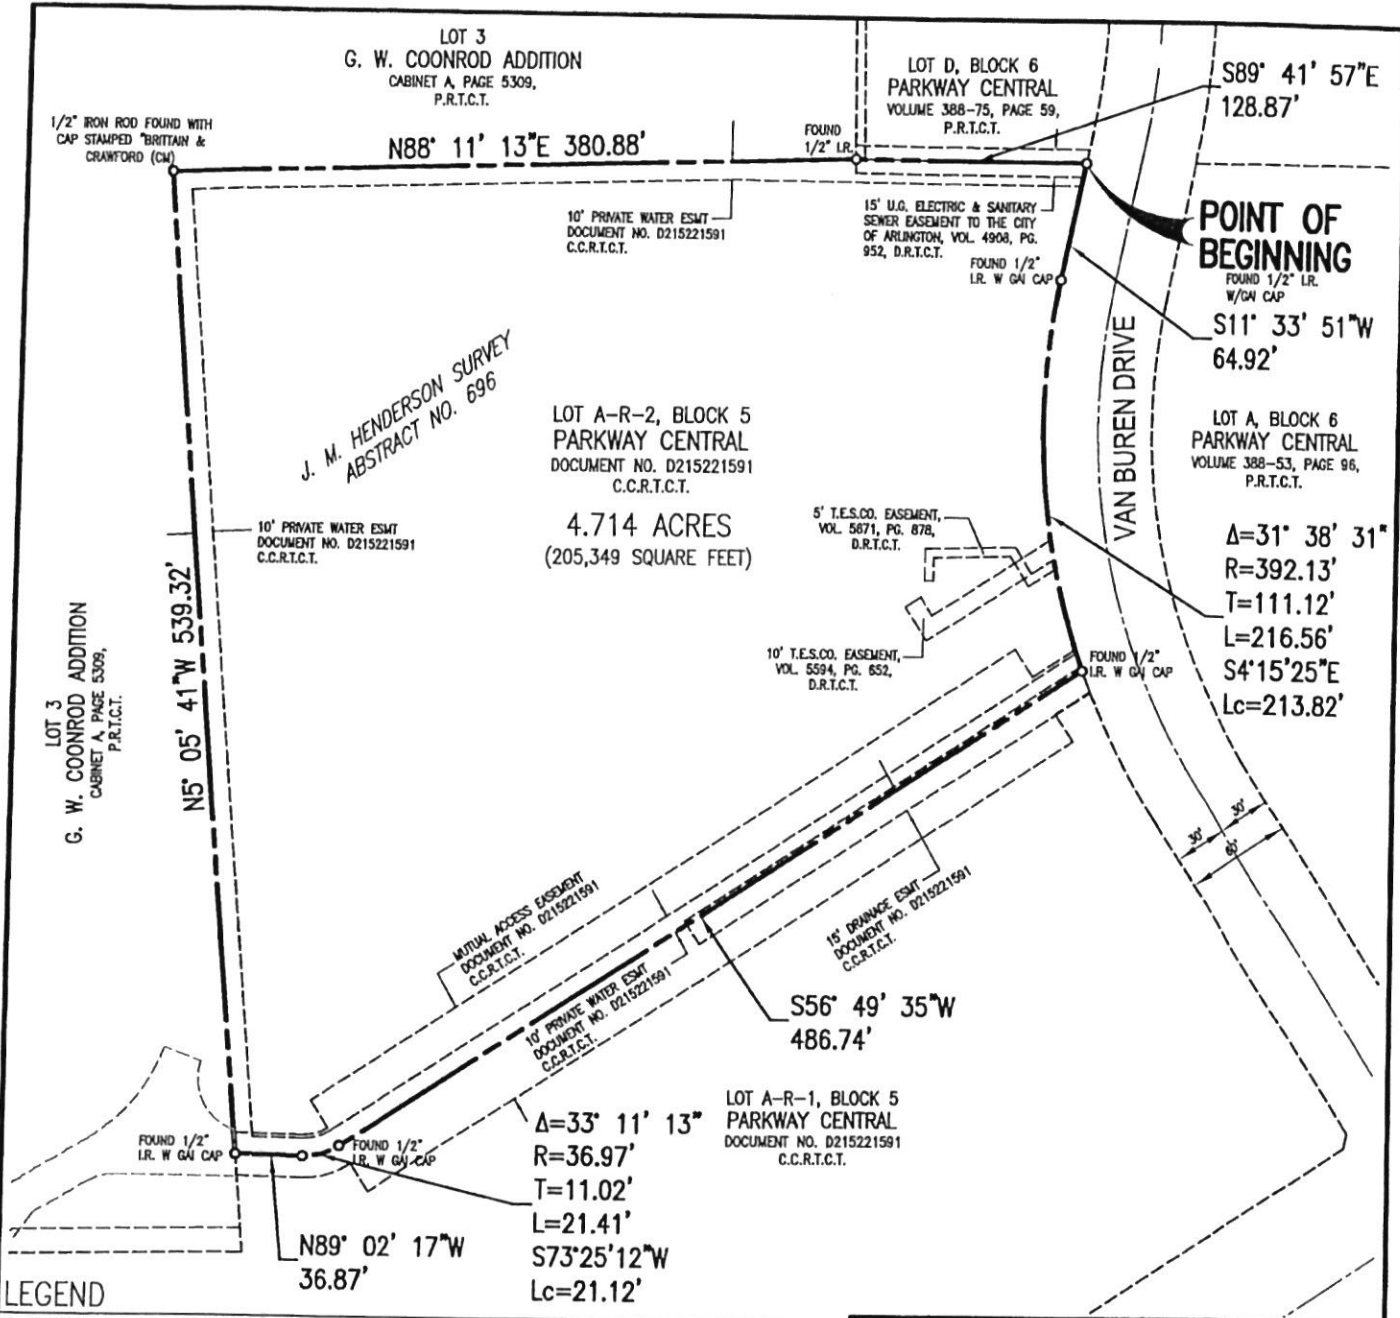 LOT 3
G. W. COONROD ADDITION
CABINET A, PAGE 5309,
P.R.T.C.T.
LOT D, BLOCK 6
PARKWAY CENTRAL
VOLUME 388-75, PAGE 59,
P.R.T.C.T.
S89° 41' 57"E
128.87'
1/2" IRON ROD FOUND WITH
CAP STAMPED "BRITTAIN &
CRAWFORD (CM)
N88° 11' 13"E 380.88'
FOUND
1/2" I.R.
10' PRIVATE WATER ESMT
DOCUMENT NO. D215221591
C.C.R.T.C.T.
15' U.G. ELECTRIC & SANITARY
SEWER EASEMENT TO THE CITY
OF ARLINGTON, VOL. 4908, PG.
952, D.R.T.C.T.
FOUND 1/2"
I.R. W GAI CAP
POINT OF
BEGINNING
FOUND 1/2" I.R.
W/GAI CAP
S11° 33' 51"W
64.92'
VAN BUREN DRIVE
J. M. HENDERSON SURVEY
ABSTRACT NO. 696
LOT A-R-2, BLOCK 5
PARKWAY CENTRAL
DOCUMENT NO. D215221591
C.C.R.T.C.T.
4.714 ACRES
(205,349 SQUARE FEET)
LOT A, BLOCK 6
PARKWAY CENTRAL
VOLUME 388-53, PAGE 96,
P.R.T.C.T.
10' PRIVATE WATER ESMT
DOCUMENT NO. D215221591
C.C.R.T.C.T.
5' T.E.S.CO. EASEMENT,
VOL. 5671, PG. 878,
D.R.T.C.T.
Δ=31° 38' 31"
R=392.13'
T=111.12'
L=216.56'
S4°15'25"E
Lc=213.82'
N5° 05' 41"W 539.32'
LOT 3
G. W. COONROD ADDITION
CABINET A, PAGE 5309,
P.R.T.C.T.
10' T.E.S.CO. EASEMENT,
VOL. 5594, PG. 652,
D.R.T.C.T.
FOUND 1/2"
I.R. W GAI CAP
30'
30'
60'
MUTUAL ACCESS EASEMENT
DOCUMENT NO. D215221591
C.C.R.T.C.T.
15' DRAINAGE ESMT
DOCUMENT NO. D215221591
C.C.R.T.C.T.
10' PRIVATE WATER ESMT
DOCUMENT NO. D215221591
C.C.R.T.C.T.
S56° 49' 35"W
486.74'
LOT A-R-1, BLOCK 5
PARKWAY CENTRAL
DOCUMENT NO. D215221591
C.C.R.T.C.T.
FOUND 1/2"
I.R. W GAI CAP
FOUND 1/2"
I.R. W GAI CAP
Δ=33° 11' 13"
R=36.97'
T=11.02'
L=21.41'
S73°25'12"W
Lc=21.12'
N89° 02' 17"W
36.87'
LEGEND